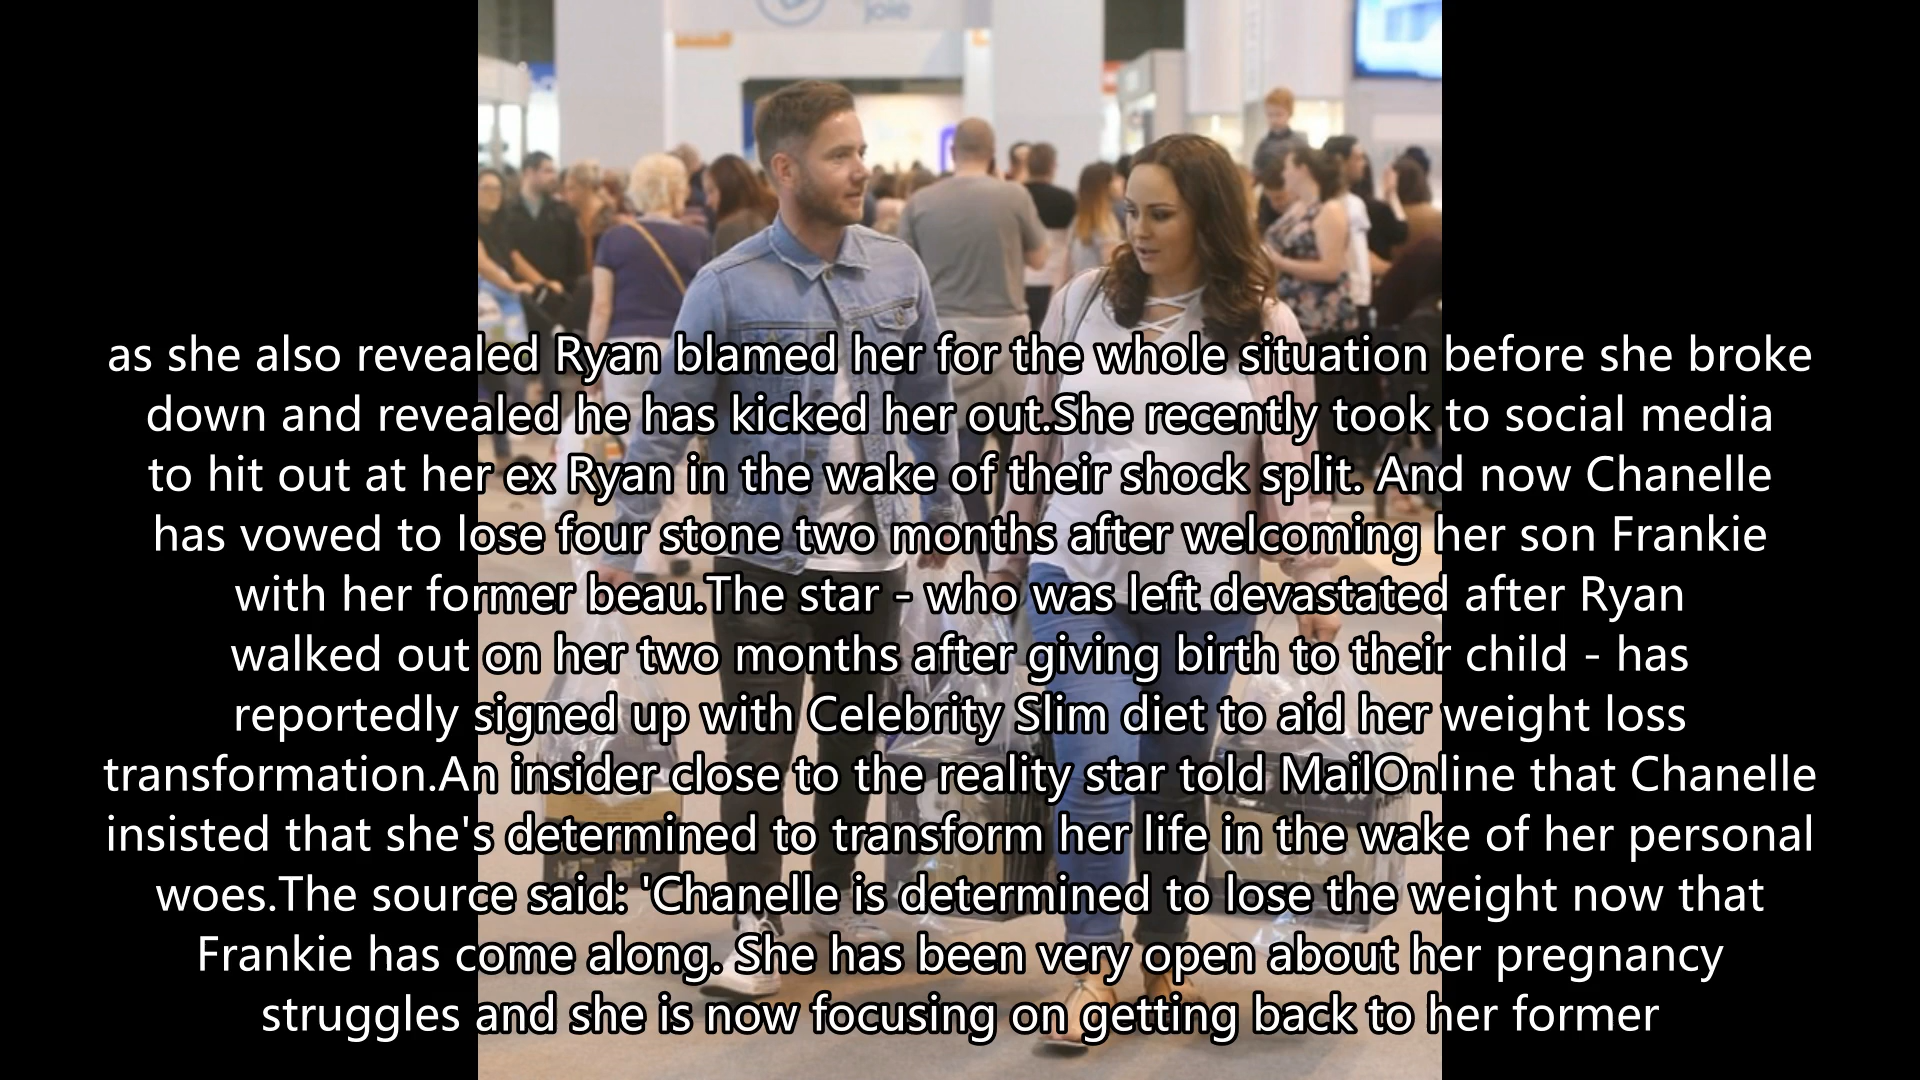 joie
as she also revealed Ryan blamed her for the whole situation before she broke
down and revealed he has kicked her out.She recently took to social media
to hit out at her ex Ryan in the wake of their shock split. And now Chanelle
has vowed to lose four stone two months after welcoming her son Frankie
with her former beau.The star - who was left devastated after Ryan
walked out on her two months after giving birth to their child - has
reportedly signed up with Celebrity Slim diet to aid her weight loss
transformation.An insider close to the reality star told MailOnline that Chanelle
insisted that she's determined to transform her life in the wake of her personal
woes.The source said: 'Chanelle is determined to lose the weight now that
Frankie has come along. She has been very open about her pregnancy
struggles and she is now focusing on getting back to her former